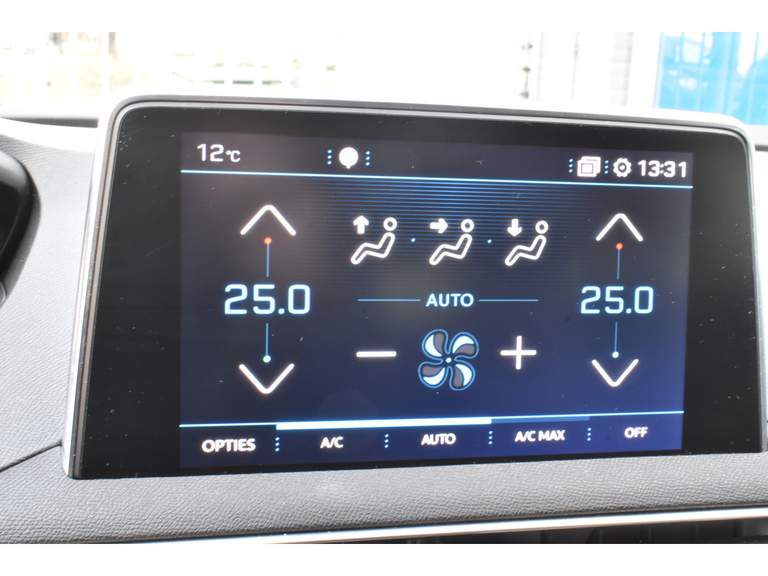 12°C 13:31
25.0 AUTO 25.0
OPTIES A/C AUTO A/C MAX OFF